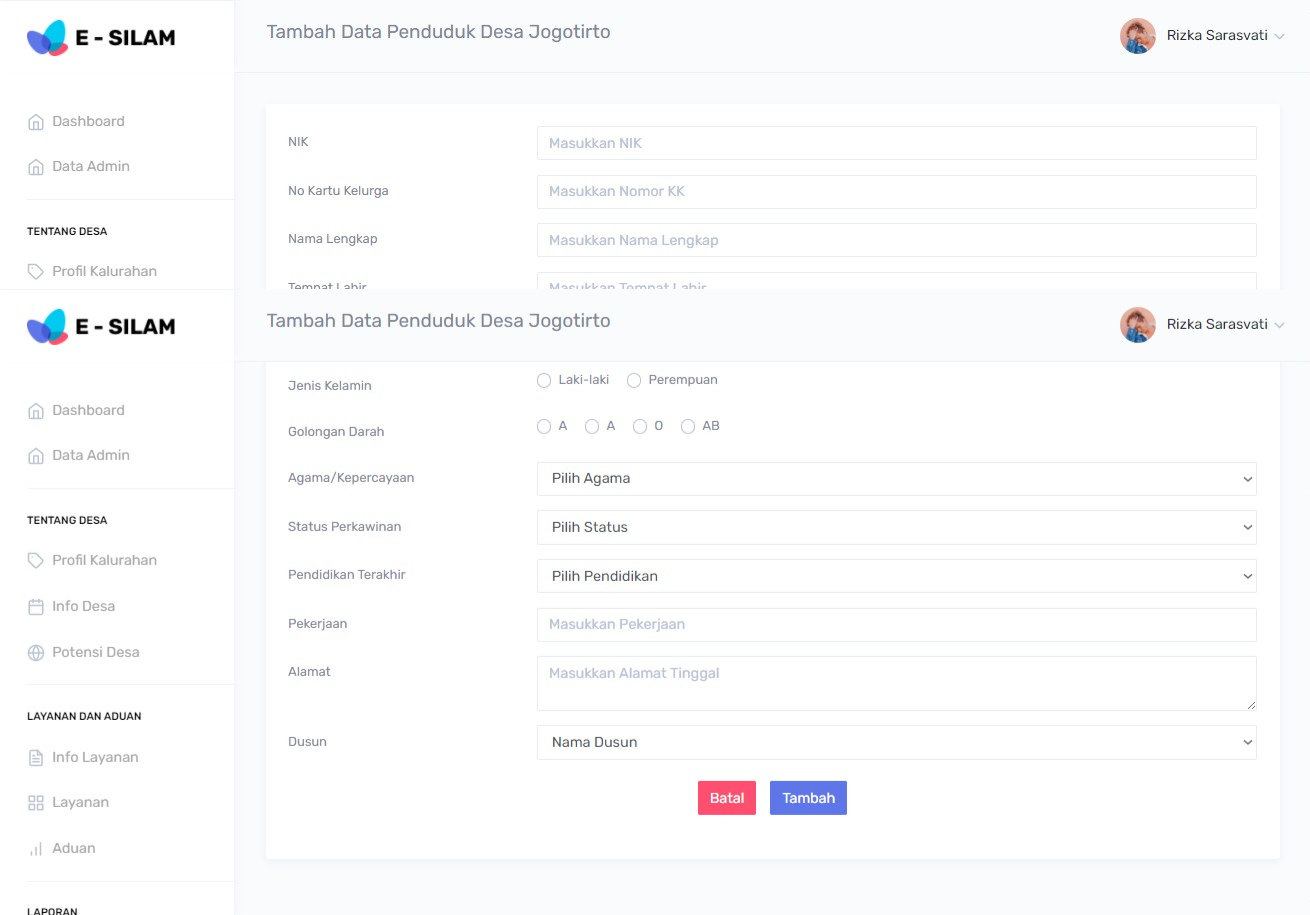 E - SILAM
Tambah Data Penduduk Desa Jogotirto
Rizka Sarasvati
Dashboard
Data Admin
TENTANG DESA
Profil Kalurahan
NIK
Masukkan NIK
No Kartu Kelurga
Masukkan Nomor KK
Nama Lengkap
Masukkan Nama Lengkap
Tempat Lahir
Masukkan Tempat Lahir
E - SILAM
Tambah Data Penduduk Desa Jogotirto
Rizka Sarasvati
Dashboard
Data Admin
TENTANG DESA
Profil Kalurahan
Info Desa
Potensi Desa
LAYANAN DAN ADUAN
Info Layanan
Layanan
Aduan
LAPORAN
Jenis Kelamin
Laki-laki Perempuan
Golongan Darah
A A O AB
Agama/Kepercayaan
Pilih Agama
Status Perkawinan
Pilih Status
Pendidikan Terakhir
Pilih Pendidikan
Pekerjaan
Masukkan Pekerjaan
Alamat
Masukkan Alamat Tinggal
Dusun
Nama Dusun
Batal Tambah